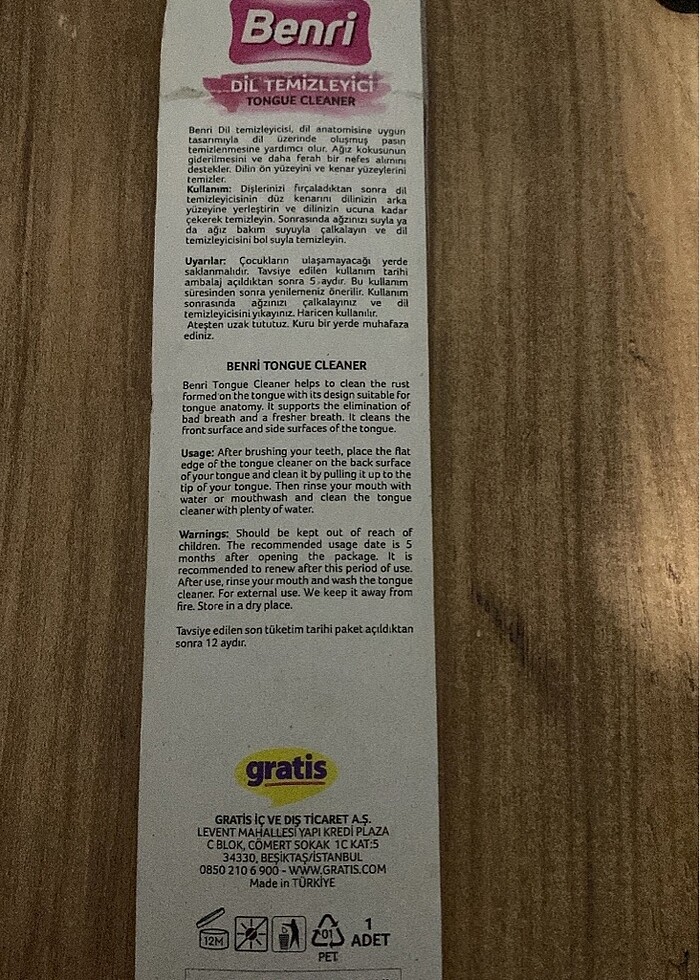 Benri
DİL TEMİZLEYİCİ
TONGUE CLEANER
Benri Dil temizleyicisi, dil anatomisine uygun
tasarımıyla dil üzerinde oluşmuş pasın
temizlenmesine yardımcı olur. Ağız kokusunun
giderilmesini ve daha ferah bir nefes alımını
destekler. Dilin ön yüzeyini ve kenar yüzeylerini
temizler.
Kullanım: Dişlerinizi fırçaladıktan sonra dil
temizleyicisinin düz kenarını dilinizin arka
yüzeyine yerleştirin ve dilinizin ucuna kadar
çekerek temizleyin. Sonrasında ağzınızı suyla ya
da ağız bakım suyuyla çalkalayın ve dil
temizleyicisini bol suyla temizleyin.
Uyarılar: Çocukların ulaşamayacağı yerde
saklanmalıdır. Tavsiye edilen kullanım tarihi
ambalaj açıldıktan sonra 5 aydır. Bu kullanım
süresinden sonra yenilemeniz önerilir. Kullanım
sonrasında ağzınızı çalkalayınız ve dil
temizleyicisini yıkayınız. Haricen kullanılır.
Ateşten uzak tututuz. Kuru bir yerde muhafaza
ediniz.
BENRİ TONGUE CLEANER
Benri Tongue Cleaner helps to clean the rust
formed on the tongue with its design suitable for
tongue anatomy. It supports the elimination of
bad breath and a fresher breath. It cleans the
front surface and side surfaces of the tongue.
Usage: After brushing your teeth, place the flat
edge of the tongue cleaner on the back surface
of your tongue and clean it by pulling it up to the
tip of your tongue. Then rinse your mouth with
water or mouthwash and clean the tongue
cleaner with plenty of water.
Warnings: Should be kept out of reach of
children. The recommended usage date is 5
months after opening the package. It is
recommended to renew after this period of use.
After use, rinse your mouth and wash the tongue
cleaner. For external use. We keep it away from
fire. Store in a dry place.
Tavsiye edilen son tüketim tarihi paket açıldıktan
sonra 12 aydır.
gratis
GRATİS İÇ VE DIŞ TİCARET A.Ş.
LEVENT MAHALLESİ YAPI KREDİ PLAZA
C BLOK, CÖMERT SOKAK 1C KAT:5
34330, BEŞİKTAŞ/İSTANBUL
0850 210 6 900 - WWW.GRATIS.COM
Made in TÜRKİYE
12M
01
PET
1
ADET